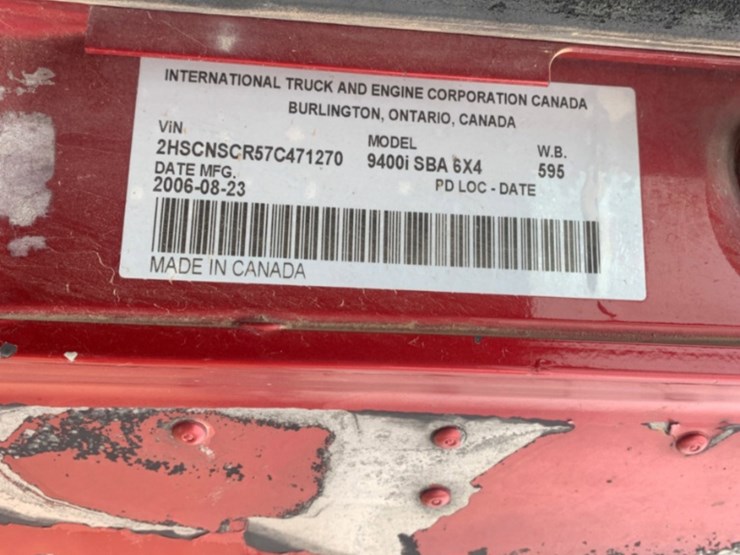 INTERNATIONAL TRUCK AND ENGINE CORPORATION CANADA
BURLINGTON, ONTARIO, CANADA
VIN MODEL W.B.
2HSCNSCR57C471270 9400i SBA 6X4 595
DATE MFG. PD LOC - DATE
2006-08-23
MADE IN CANADA